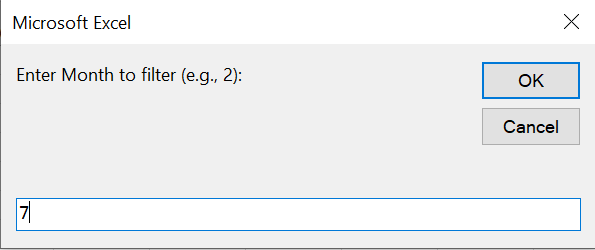 Microsoft Excel
Enter Month to filter (e.g., 2):
OK
Cancel
7